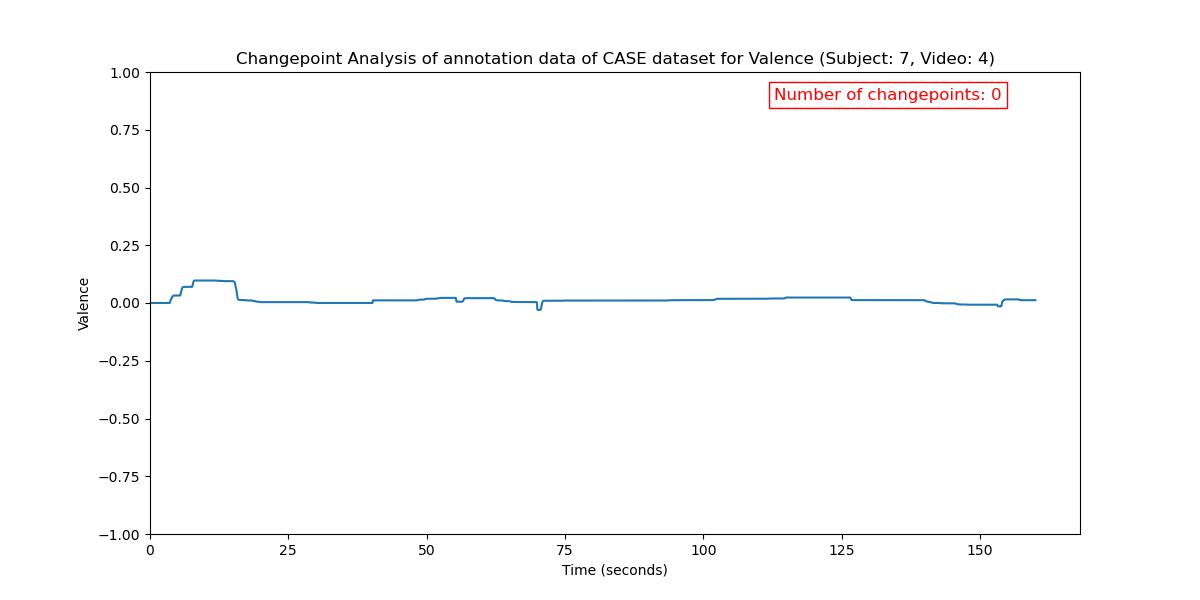 Changepoint Analysis of annotation data of CASE dataset for Valence (Subject: 7, Video: 4)
Number of changepoints: 0
1.00
0.75
0.50
0.25
0.00
−0.25
−0.50
−0.75
−1.00
Valence
0 25 50 75 100 125 150
Time (seconds)